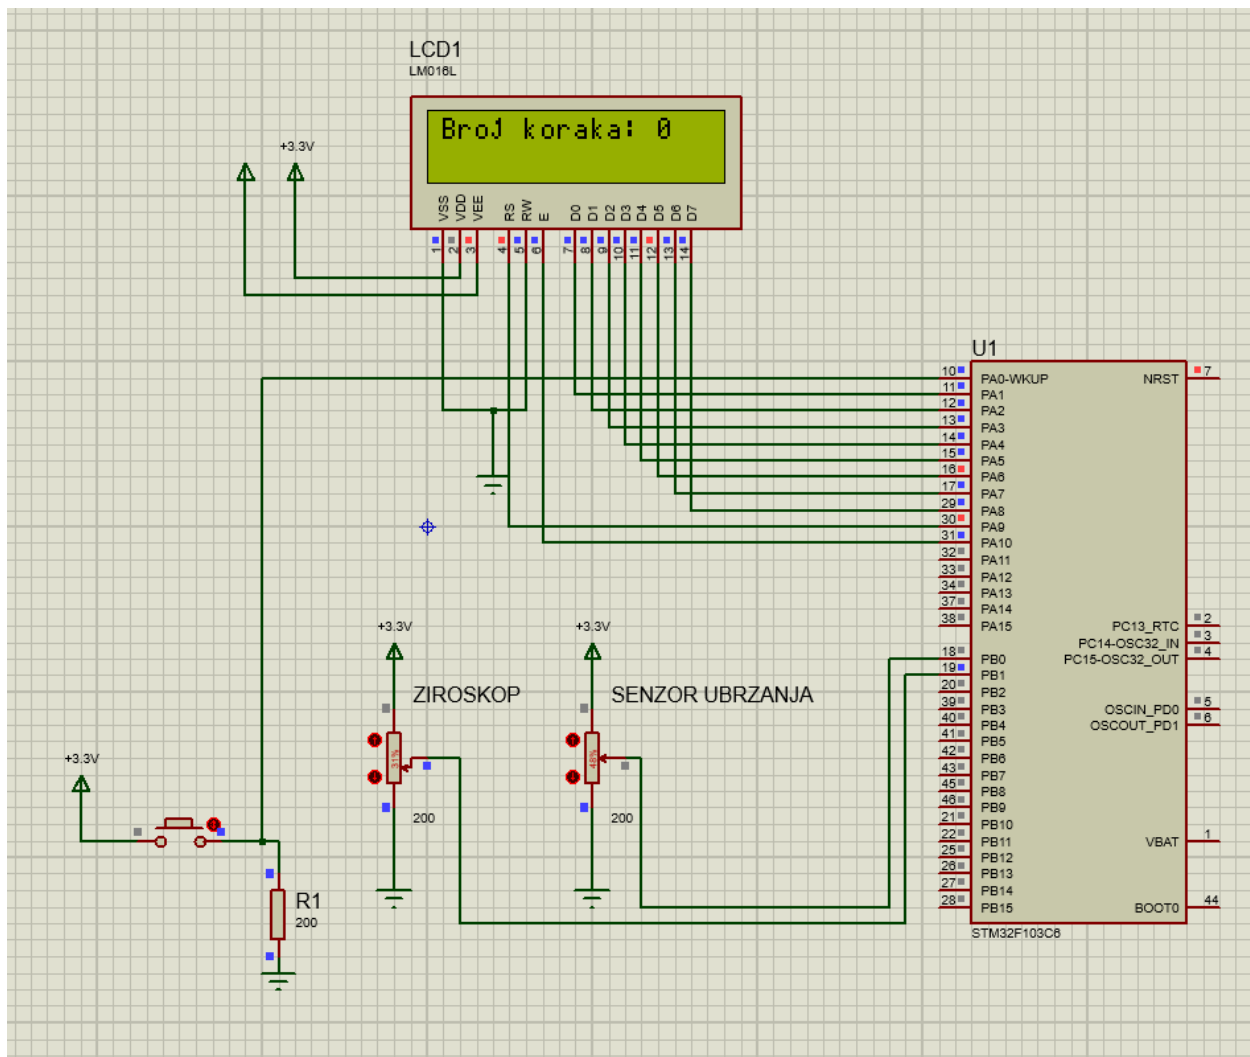 LCD1
LM016L
Broj koraka: 0
+3.3V
VSS
VDD
VEE
RS
RW
E
D0
D1
D2
D3
D4
D5
D6
D7
1
2
3
4
5
6
7
8
9
10
11
12
13
14
U1
10 PA0-WKUP NRST 7
11 PA1
12 PA2
13 PA3
14 PA4
15 PA5
16 PA6
17 PA7
29 PA8
30 PA9
31 PA10
32 PA11
33 PA12
34 PA13
37 PA14
38 PA15
PC13_RTC 2
PC14-OSC32_IN 3
18 PB0 PC15-OSC32_OUT 4
19 PB1
20 PB2
39 PB3 OSCIN_PD0 5
40 PB4 OSCOUT_PD1 6
41 PB5
42 PB6
43 PB7
45 PB8
46 PB9
21 PB10
22 PB11 VBAT 1
25 PB12
26 PB13
27 PB14
28 PB15 BOOT0 44
STM32F103C6
+3.3V
ZIROSKOP
31%
200
+3.3V
SENZOR UBRZANJA
48%
200
+3.3V
R1
200